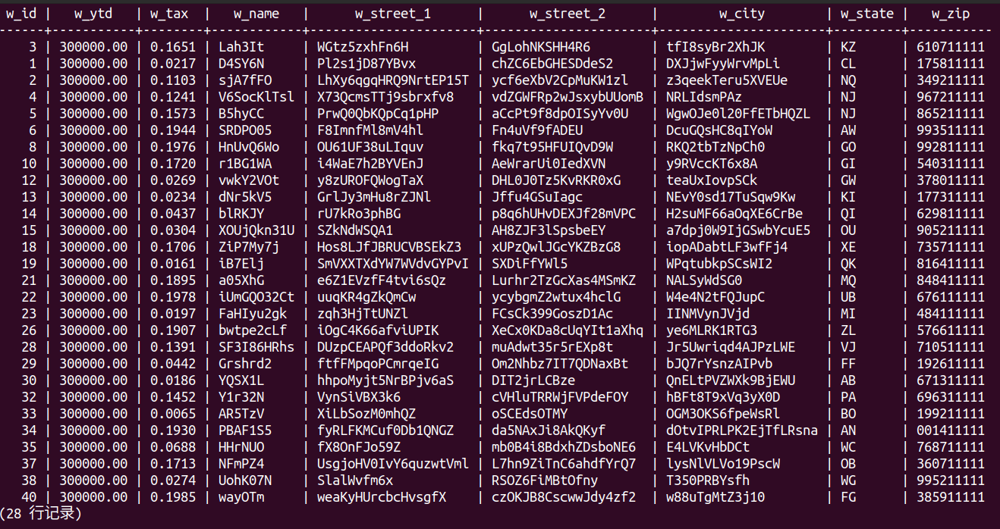 w_id | w_ytd | w_tax | w_name | w_street_1 | w_street_2 | w_city | w_state | w_zip
------+-----------+--------+------------+----------------------+----------------------+----------------------+---------+-----------
3 | 300000.00 | 0.1651 | Lah3It | WGtz5zxhFn6H | GgLohNKSHH4R6 | tfI8syBr2XhJK | KZ | 610711111
1 | 300000.00 | 0.0217 | D4SY6N | Pl2s1jD87YBvx | chZC6EbGHESDdeS2 | DXJjwFyyWrvMpLi | CL | 175811111
2 | 300000.00 | 0.1103 | sjA7fFO | LhXy6qgqHRQ9NrtEP15T | ycf6eXbV2CpMuKW1zl | z3qeekTeru5XVEUe | NQ | 349211111
4 | 300000.00 | 0.1241 | V6SocKlTsl | X73QcmsTTj9sbrxfv8 | vdZGWFRp2wJsxybUUomB | NRLIdsmPAz | NJ | 967211111
5 | 300000.00 | 0.1573 | B5hyCC | PrwQ0QbKQpCq1pHP | aCcPt9f8dpOISyYv0U | WgwOJe0l20FfETbHQZL | NJ | 865211111
6 | 300000.00 | 0.1944 | SRDPO05 | F8ImnfMl8mV4hl | Fn4uVf9fADEU | DcuGQsHC8qIYoW | AW | 993511111
8 | 300000.00 | 0.1976 | HnUvQ6Wo | OU61UF38uLIquv | fkq7t95HFUIQvD9W | RKQ2tbTzNpCh0 | GO | 992811111
10 | 300000.00 | 0.1720 | r1BG1WA | i4WaE7h2BYVEnJ | AeWrarUi0IedXVN | y9RVccKT6x8A | GI | 540311111
12 | 300000.00 | 0.0269 | vwkY2VOt | y8zUROFQWogTaX | DHL0J0Tz5KvRKR0xG | teaUxIovpSCk | GW | 378011111
13 | 300000.00 | 0.0234 | dNr5kV5 | GrlJy3mHu8rZJNl | Jffu4GSuIagc | NEvY0sd17TuSqw9Kw | KI | 177311111
14 | 300000.00 | 0.0437 | blRKJY | rU7kRo3phBG | p8q6hUHvDEXJf28mVPC | H2suMF66aOqXE6CrBe | QI | 629811111
15 | 300000.00 | 0.0304 | XOUjQkn31U | SZkNdWSQA1 | AH8ZJF3lSpsbeEY | a7dpj0W9IjGSwbYcuE5 | OU | 905211111
18 | 300000.00 | 0.1706 | ZiP7My7j | Hos8LJfJBRUCVBSEkZ3 | xUPzQwlJGcYKZBzG8 | iopADabtLF3wfFj4 | XE | 735711111
19 | 300000.00 | 0.0161 | iB7Elj | SmVXXTXdYW7WVdvGYPvI | SXDiFfYWl5 | WPqtubkpSCsWI2 | QK | 816411111
21 | 300000.00 | 0.1895 | a05XhG | e6Z1EVzfF4tvi6sQz | Lurhr2TzGcXas4MSmKZ | NALSyWdSG0 | MQ | 848411111
22 | 300000.00 | 0.1978 | iUmGQO32Ct | uuqKR4gZkQmCw | ycybgmZ2wtux4hclG | W4e4N2tFQJupC | UB | 676111111
23 | 300000.00 | 0.0197 | FaHIyu2gk | zqh3HjTtUNZl | FCsCk399GoszD1Ac | IINMVynJVjd | MI | 484111111
26 | 300000.00 | 0.1907 | bwtpe2cLf | iOgC4K66afviUPIK | XeCx0KDa8cUqYIt1aXhq | ye6MLRK1RTG3 | ZL | 576611111
28 | 300000.00 | 0.1391 | SF3I86HRhs | DUzpCEAPQf3ddoRkv2 | muAdwt35r5rEXp8t | Jr5Uwriqd4AJPzLWE | VJ | 710511111
29 | 300000.00 | 0.0442 | Grshrd2 | ftfFMpqoPCmrqeIG | Om2Nhbz7IT7QDNaxBt | bJQ7rYsnzAIPvb | FF | 192611111
30 | 300000.00 | 0.0186 | YQSX1L | hhpoMyjt5NrBPjv6aS | DIT2jrLCBze | QnELtPVZWXk9BjEWU | AB | 671311111
32 | 300000.00 | 0.1452 | Y1r32N | VynSiVBX3k6 | cVHluTRRWjFVPdeFOY | hBFt8T9xVq3yX0D | PA | 696311111
33 | 300000.00 | 0.0065 | AR5TzV | XiLbSozM0mhQZ | oSCEdsOTMY | OGM3OKS6fpeWsRl | BO | 199211111
34 | 300000.00 | 0.1930 | PBAF1S5 | fyRLFKMCuf0Db1QNGZ | da5NAxJi8AkQKyf | dOtvIPRLPK2EjTfLRsna | AN | 001411111
35 | 300000.00 | 0.0688 | HHrNUO | fX8OnFJo59Z | mb0B4i8BdxhZDsboNE6 | E4LVKvHbDCt | WC | 768711111
37 | 300000.00 | 0.1713 | NFmPZ4 | UsgjoHV0IvY6quzwtVml | L7hn9ZiTnC6ahdfYrQ7 | lysNlVLVo19PscW | OB | 360711111
38 | 300000.00 | 0.0274 | UohK07N | SlalWvfm6x | RSOZ6FiMBtOfny | T350PRBYsfh | WG | 995211111
40 | 300000.00 | 0.1985 | wayOTm | weaKyHUrcbcHvsgfX | czOKJB8CscwwJdy4zf2 | w88uTgMtZ3j10 | FG | 385911111
(28 行记录)